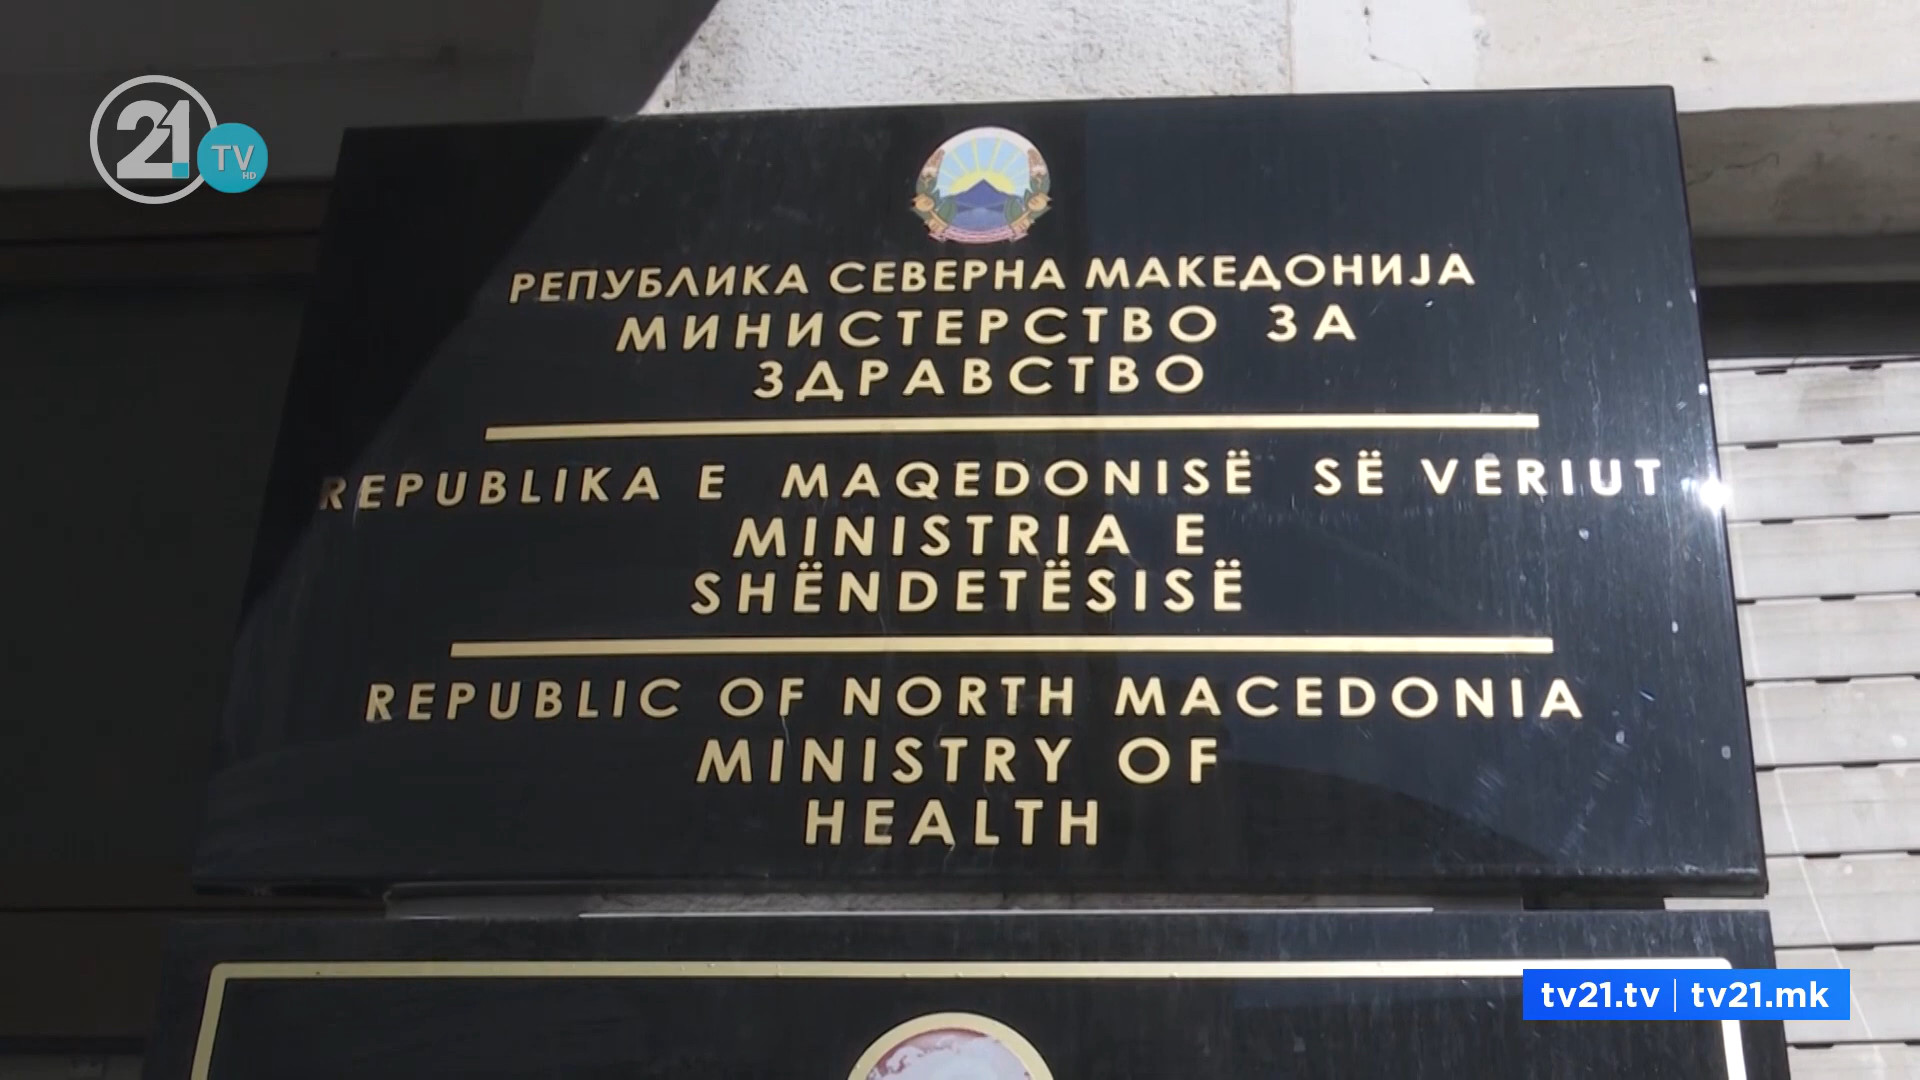 21
TV
HD
РЕПУБЛИКА СЕВЕРНА МАКЕДОНИЈА
МИНИСТЕРСТВО ЗА
ЗДРАВСТВО
REPUBLIKA E MAQEDONISË SË VERIUT
MINISTRIA E
SHËNDETËSISË
REPUBLIC OF NORTH MACEDONIA
MINISTRY OF
HEALTH
tv21.tv | tv21.mk